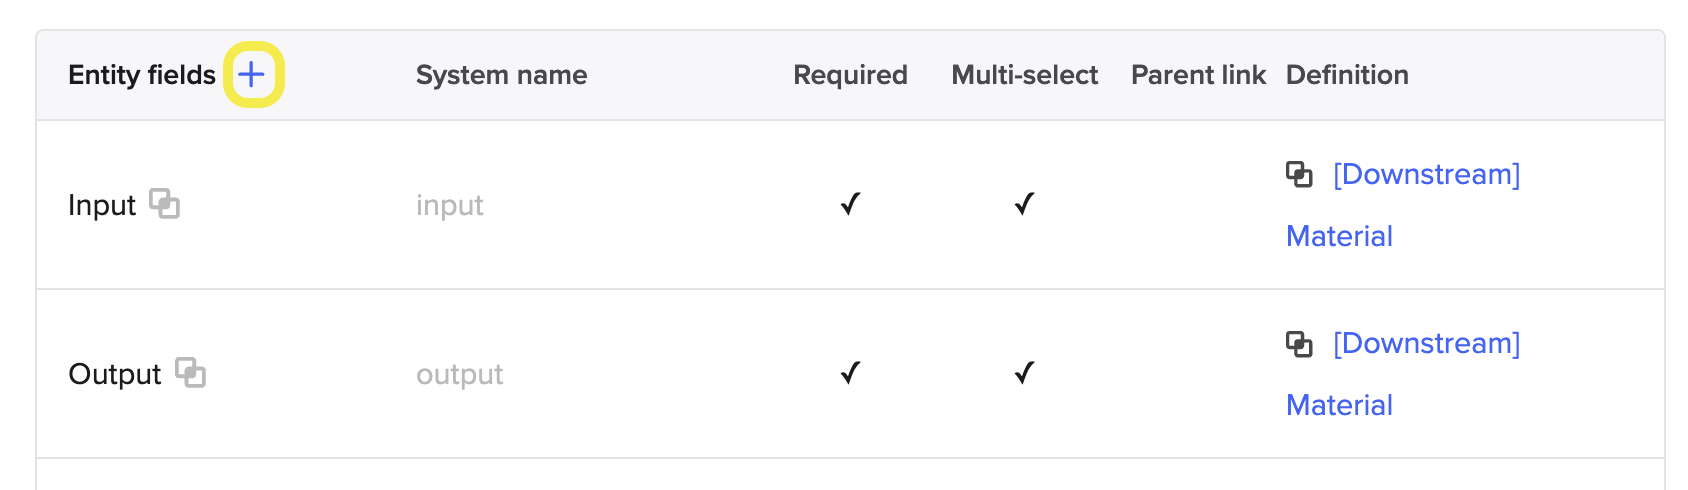 Entity fields + System name Required Multi-select Parent link Definition
Input input ✓ ✓ [Downstream]
Material
Output output ✓ ✓ [Downstream]
Material